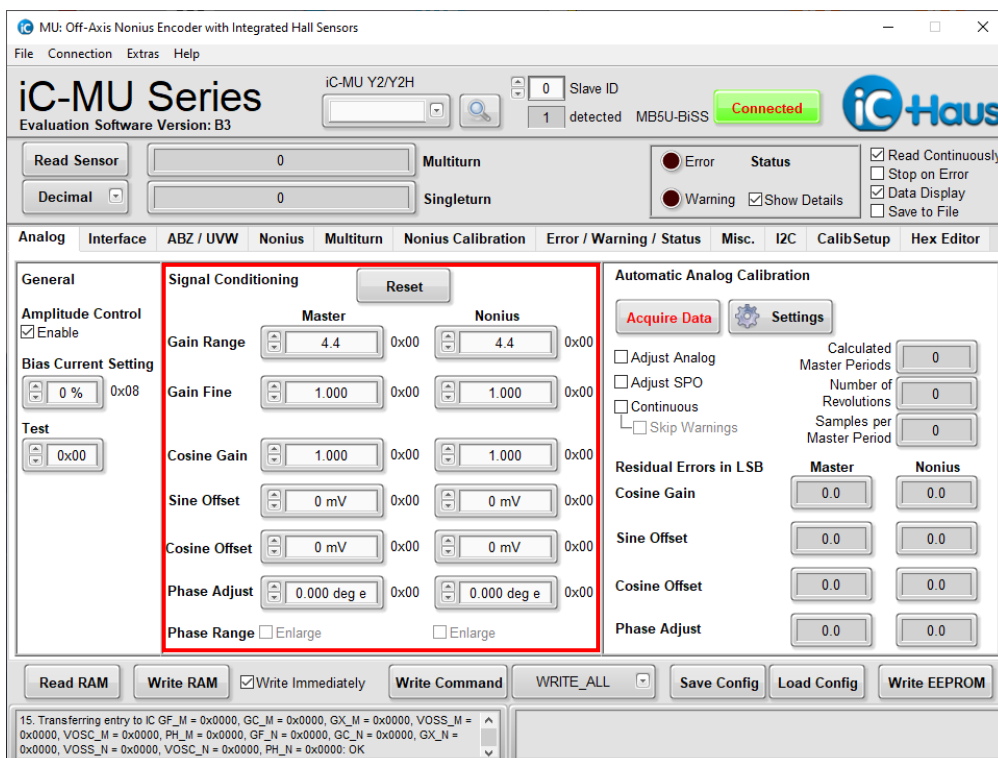 MU: Off-Axis Nonius Encoder with Integrated Hall Sensors
File Connection Extras Help
iC-MU Series
Evaluation Software Version: B3
iC-MU Y2/Y2H
0 Slave ID
1 detected MB5U-BiSS
Connected
iC Haus
Read Sensor 0 Multiturn
Decimal 0 Singleturn
Error Status
Warning Show Details
Read Continuously
Stop on Error
Data Display
Save to File
Analog Interface ABZ / UVW Nonius Multiturn Nonius Calibration Error / Warning / Status Misc. I2C CalibSetup Hex Editor
General
Amplitude Control
Enable
Bias Current Setting
0 % 0x08
Test
0x00
Signal Conditioning Reset
Master Nonius
Gain Range 4.4 0x00 4.4 0x00
Gain Fine 1.000 0x00 1.000 0x00
Cosine Gain 1.000 0x00 1.000 0x00
Sine Offset 0 mV 0x00 0 mV 0x00
Cosine Offset 0 mV 0x00 0 mV 0x00
Phase Adjust 0.000 deg e 0x00 0.000 deg e 0x00
Phase Range Enlarge Enlarge
Automatic Analog Calibration
Acquire Data Settings
Adjust Analog
Adjust SPO
Continuous
Skip Warnings
Calculated
Master Periods 0
Number of
Revolutions 0
Samples per
Master Period 0
Residual Errors in LSB Master Nonius
Cosine Gain 0.0 0.0
Sine Offset 0.0 0.0
Cosine Offset 0.0 0.0
Phase Adjust 0.0 0.0
Read RAM Write RAM Write Immediately Write Command WRITE_ALL Save Config Load Config Write EEPROM
15. Transferring entry to IC GF_M = 0x0000, GC_M = 0x0000, GX_M = 0x0000, VOSS_M =
0x0000, VOSC_M = 0x0000, PH_M = 0x0000, GF_N = 0x0000, GC_N = 0x0000, GX_N =
0x0000, VOSS_N = 0x0000, VOSC_N = 0x0000, PH_N = 0x0000: OK